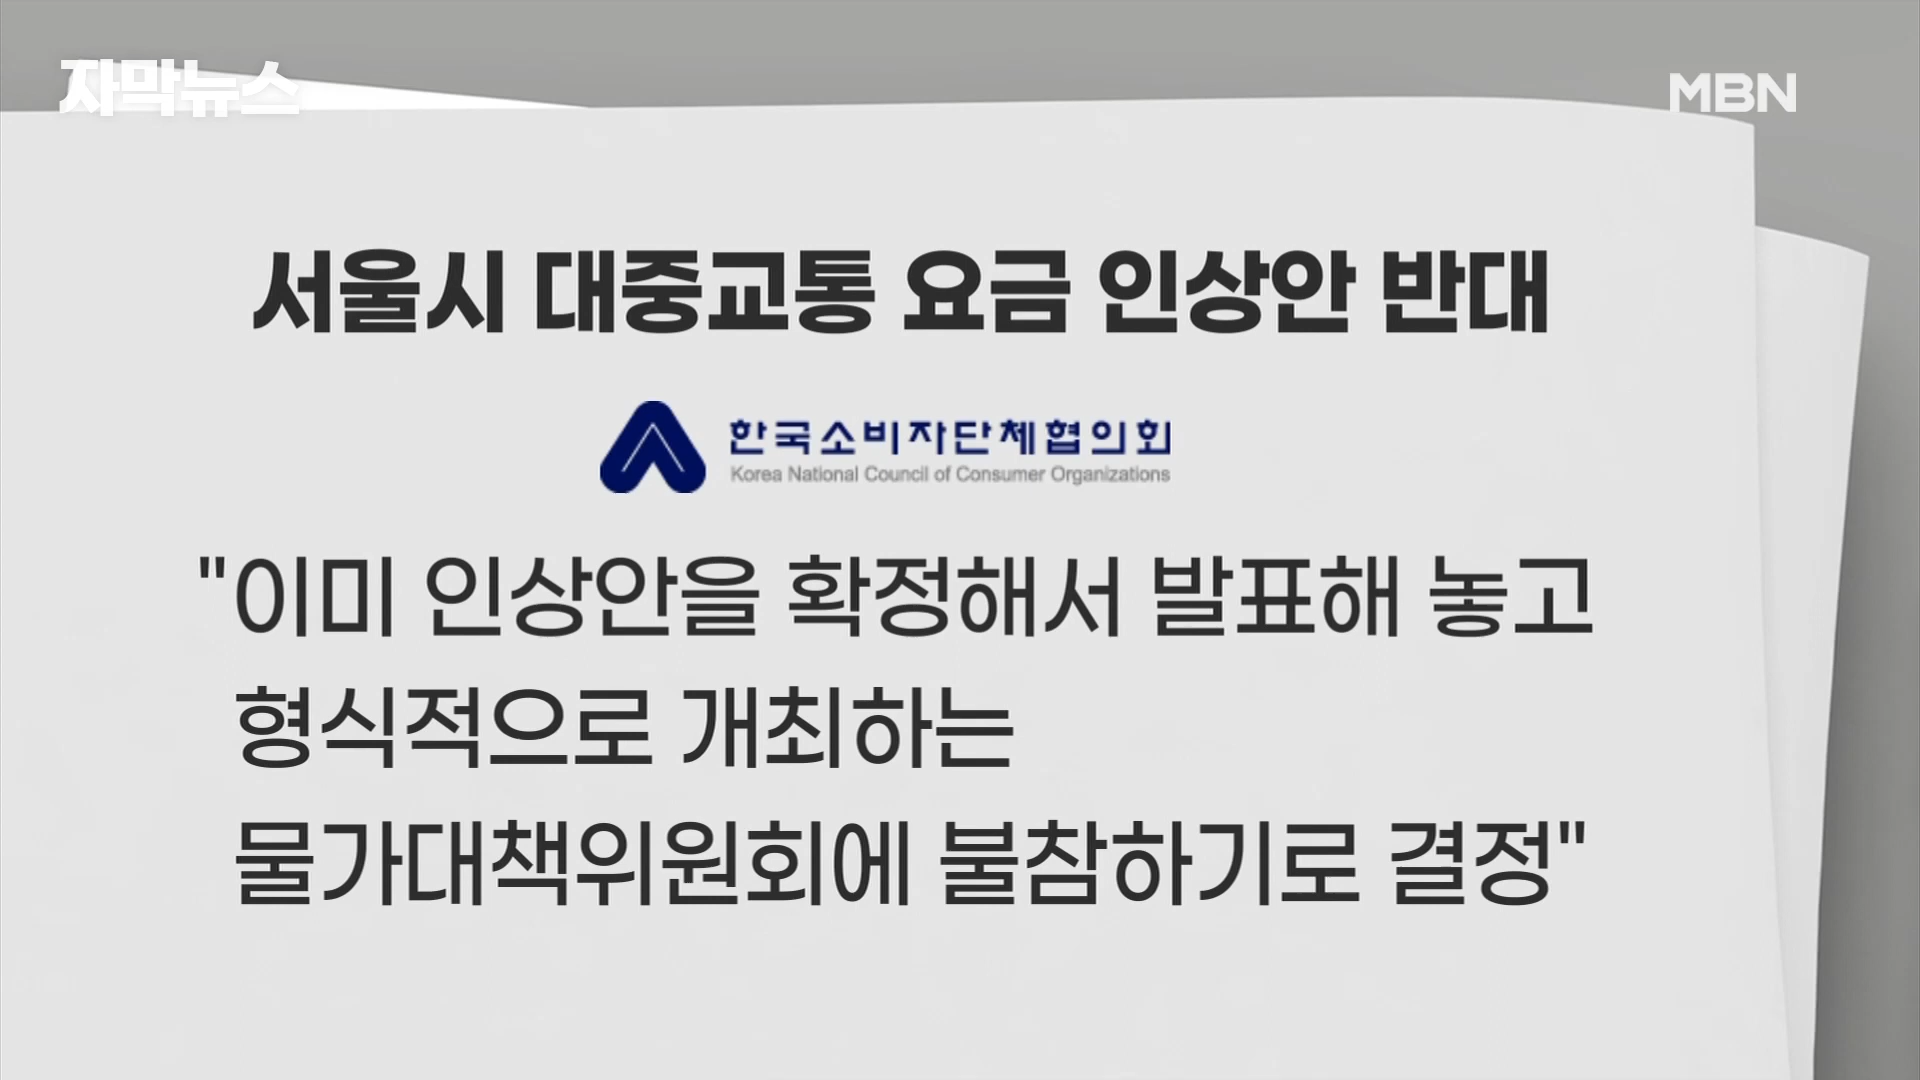 자막뉴스
MBN
서울시 대중교통 요금 인상안 반대
한국소비자단체협의회
Korea National Council of Consumer Organizations
"이미 인상안을 확정해서 발표해 놓고
형식적으로 개최하는
물가대책위원회에 불참하기로 결정"